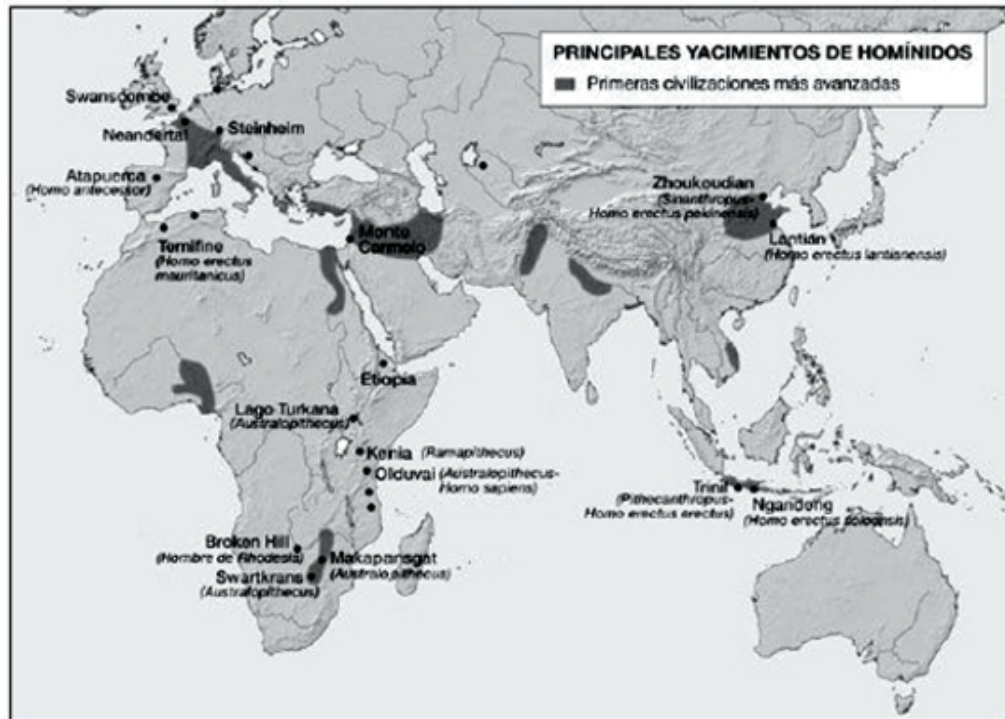 PRINCIPALES YACIMIENTOS DE HOMÍNIDOS
Primeras civilizaciones más avanzadas
Swanscombe
Neandertal
Steinheim
Atapuerca
(Homo antecessor)
Ternifine
(Homo erectus
mauritanicus)
Monte
Carmelo
Zhoukoudian
(Sinanthropus-
Homo erectus pekinensis)
Lantián
(Homo erectus lantianensis)
Etiopia
Lago Turkana
(Australopithecus)
Kenia (Ramapithecus)
Olduvai (Australopithecus-
Homo sapiens)
Trinil
(Pithecanthropus-
Homo erectus erectus)
Ngandong
(Homo erectus soloensis)
Broken Hill
(Hombre de Rhodesia)
Makapansgat
(Australopithecus)
Swartkrans
(Australopithecus)